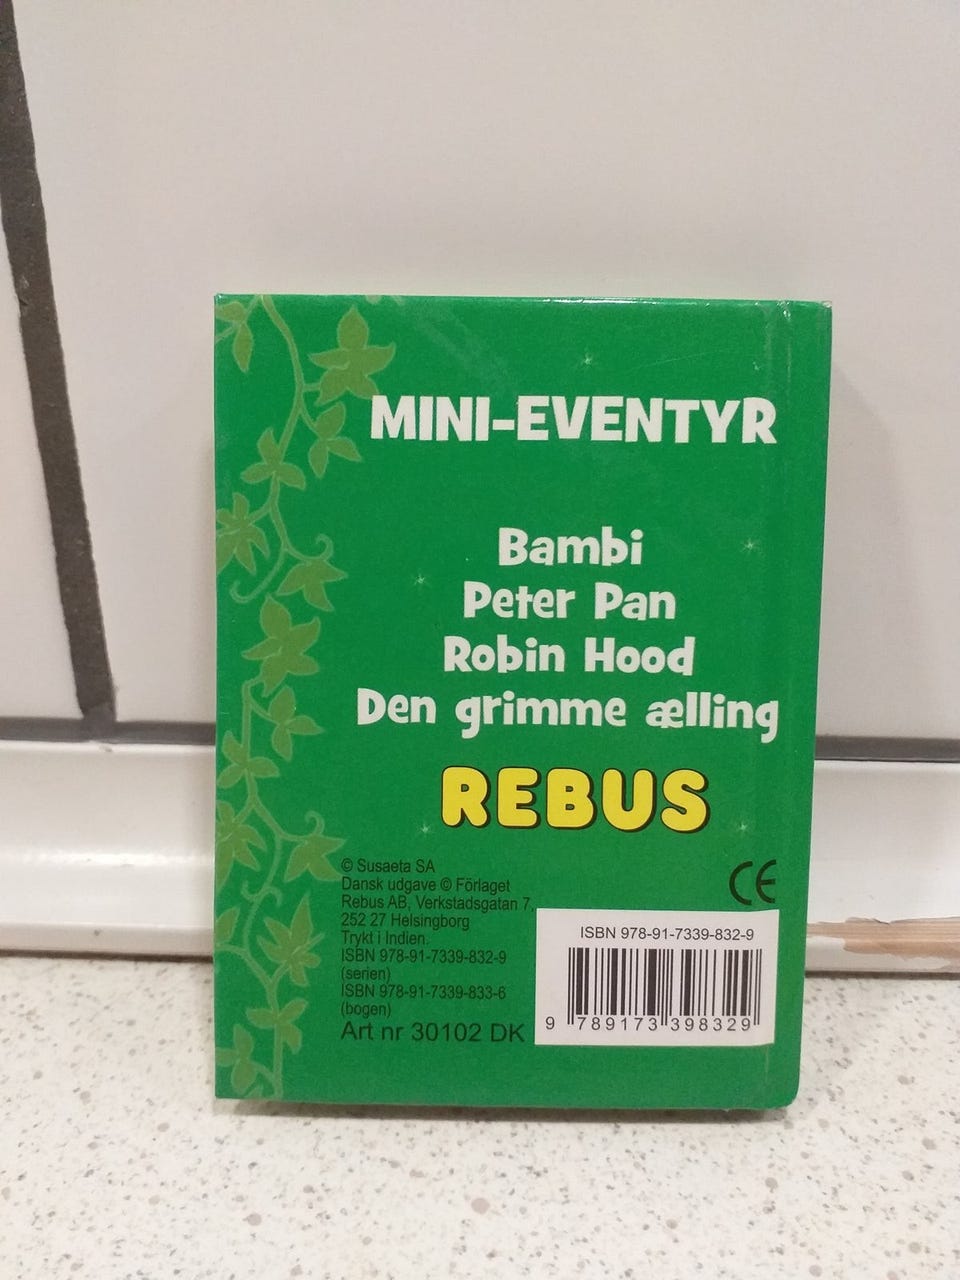 MINI-EVENTYR
Bambi
Peter Pan
Robin Hood
Den grimme ælling
REBUS
© Susaeta SA
Dansk udgave © Förlaget
Rebus AB, Verkstadsgatan 7,
252 27 Helsingborg
Trykt i Indien.
ISBN 978-91-7339-832-9
(serien)
ISBN 978-91-7339-833-6
(bogen)
Art nr 30102 DK
CE
ISBN 978-91-7339-832-9
9 789173 398329